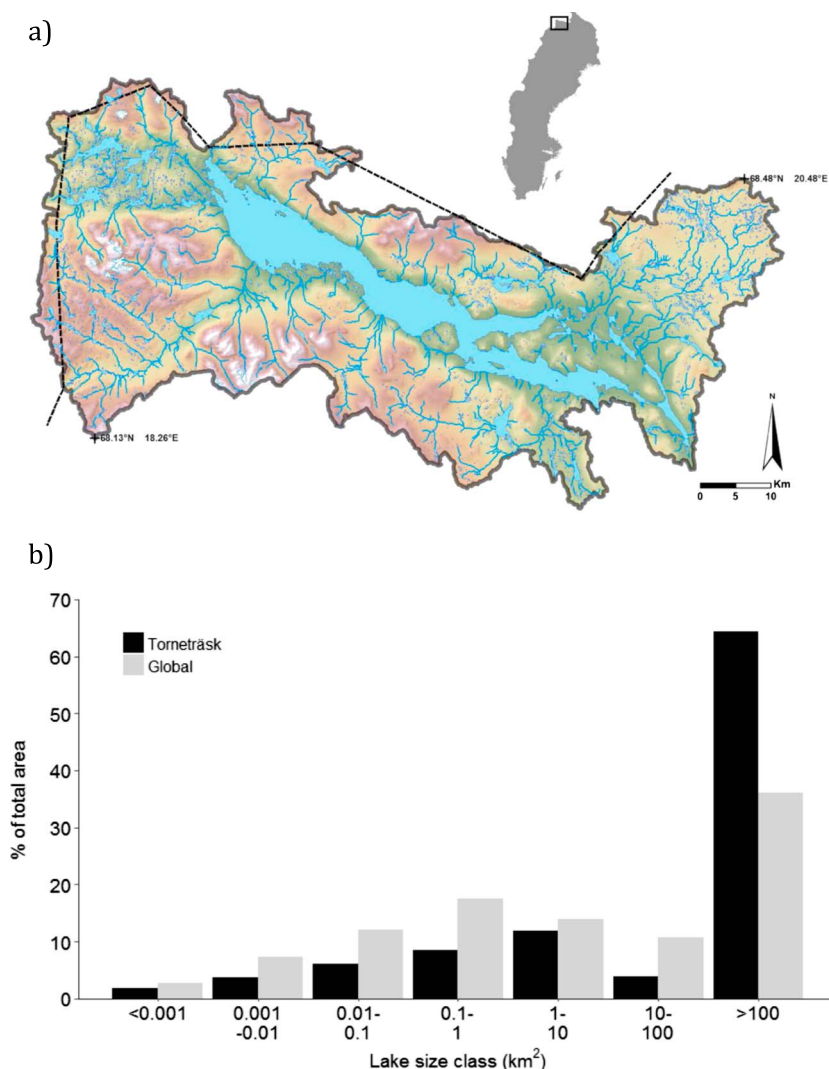 a)
68.48°N 20.48°E
68.13°N 18.26°E
N
Km
0 5 10
b)
70
60
50
40
30
20
10
0
% of total area
Torneträsk
Global
<0.001
0.001
-0.01
0.01-
0.1
0.1-
1
1-
10
10-
100
>100
Lake size class (km²)